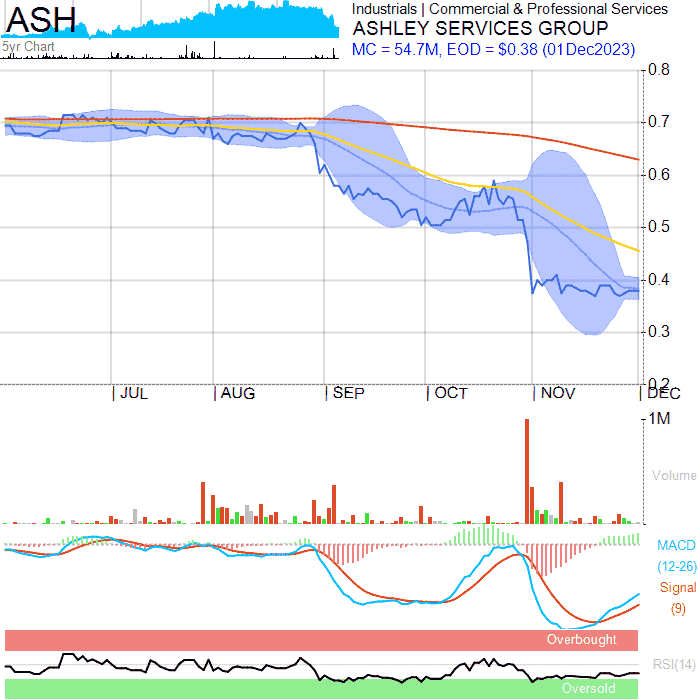 ASH
5yr Chart
Industrials | Commercial & Professional Services
ASHLEY SERVICES GROUP
MC = 54.7M, EOD = $0.38 (01Dec2023)
0.8
0.7
0.6
0.5
0.4
0.3
0.2
| JUL | AUG | SEP | OCT | NOV | DEC
1M
Volume
MACD
(12-26)
Signal
(9)
Overbought
RSI(14)
Oversold